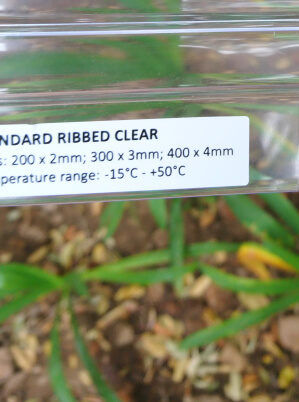 NDARD RIBBED CLEAR
s: 200 x 2mm; 300 x 3mm; 400 x 4mm
perature range: -15°C - +50°C